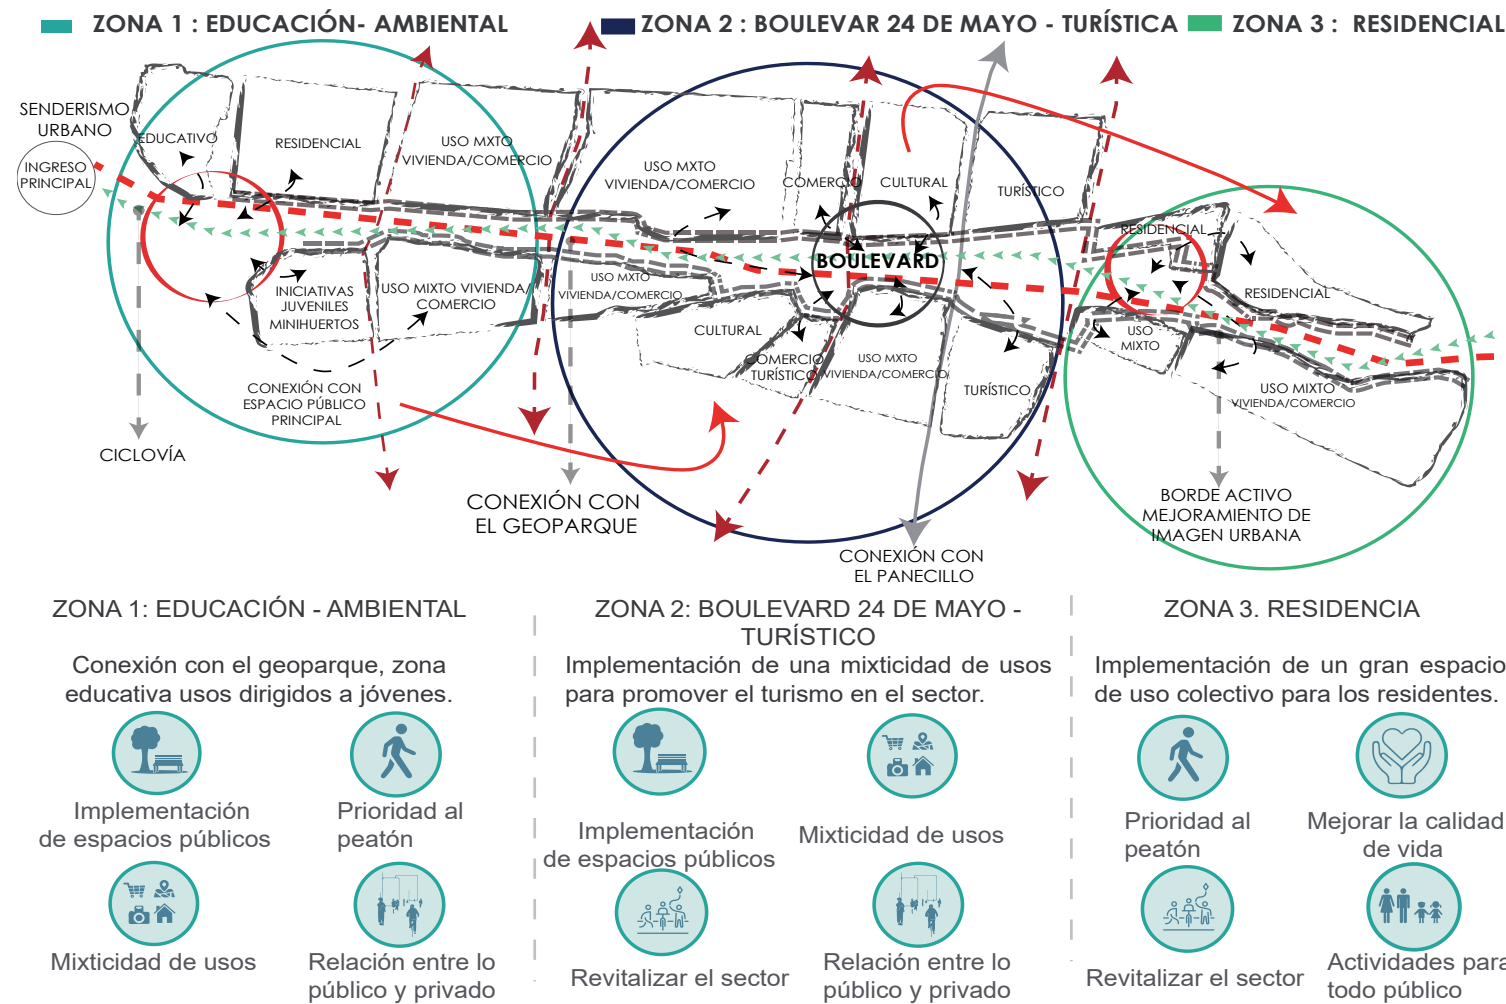 ZONA 1 : EDUCACIÓN- AMBIENTAL
ZONA 2 : BOULEVAR 24 DE MAYO - TURÍSTICA
ZONA 3 : RESIDENCIAL
SENDERISMO
URBANO
INGRESO
PRINCIPAL
EDUCATIVO
RESIDENCIAL
USO MXTO
VIVIENDA/COMERCIO
USO MXTO
VIVIENDA/COMERCIO
COMERCIO
CULTURAL
TURÍSTICO
RESIDENCIAL
RESIDENCIAL
BOULEVARD
INICIATIVAS
JUVENILES
MINIHUERTOS
USO MIXTO VIVIENDA/
COMERCIO
USO MXTO
VIVIENDA/COMERCIO
CULTURAL
COMERCIO
TURÍSTICO
USO MXTO
VIVIENDA/COMERCIO
TURÍSTICO
USO
MIXTO
USO MIXTO
VIVIENDA/COMERCIO
CONEXIÓN CON
ESPACIO PÚBLICO
PRINCIPAL
CICLOVÍA
CONEXIÓN CON
EL GEOPARQUE
CONEXIÓN CON
EL PANECILLO
BORDE ACTIVO
MEJORAMIENTO DE
IMAGEN URBANA
ZONA 1: EDUCACIÓN - AMBIENTAL
Conexión con el geoparque, zona
educativa usos dirigidos a jóvenes.
Implementación
de espacios públicos
Prioridad al
peatón
Mixticidad de usos
Relación entre lo
público y privado
ZONA 2: BOULEVARD 24 DE MAYO -
TURÍSTICO
Implementación de una mixticidad de usos
para promover el turismo en el sector.
Implementación
de espacios públicos
Mixticidad de usos
Revitalizar el sector
Relación entre lo
público y privado
ZONA 3. RESIDENCIA
Implementación de un gran espacio
de uso colectivo para los residentes.
Prioridad al
peatón
Mejorar la calidad
de vida
Revitalizar el sector
Actividades para
todo público